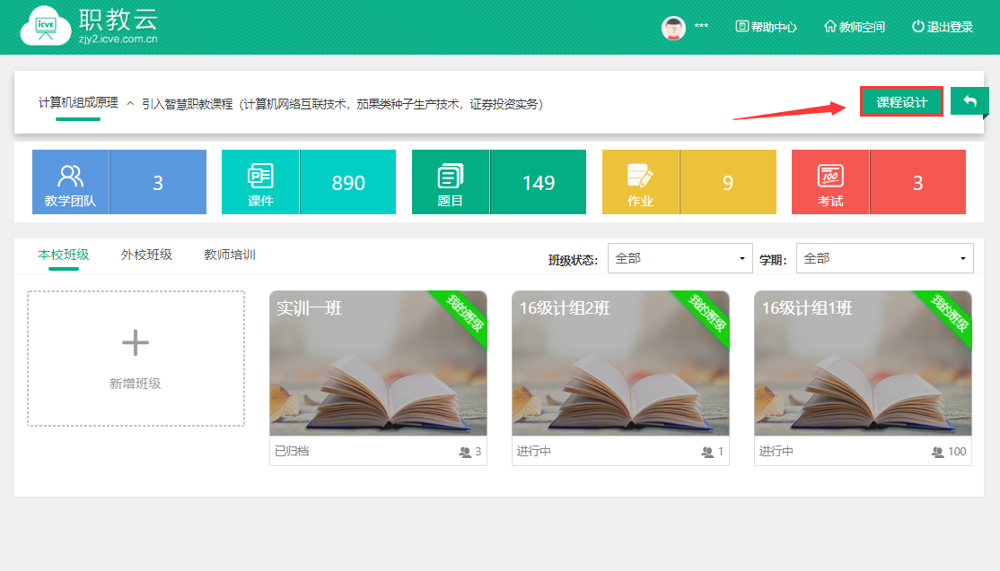 icve
职教云
zjy2.icve.com.cn
*** 帮助中心 教师空间 退出登录
计算机组成原理 引入智慧职教课程（计算机网络互联技术，茄果类种子生产技术，证券投资实务） 课程设计
教学团队 3
课件 890
题目 149
作业 9
100
考试 3
本校班级 外校班级 教师培训 班级状态： 全部 学期： 全部
新增班级
实训一班 我的班级
已归档 3
16级计组2班 我的班级
进行中 1
16级计组1班 我的班级
进行中 100